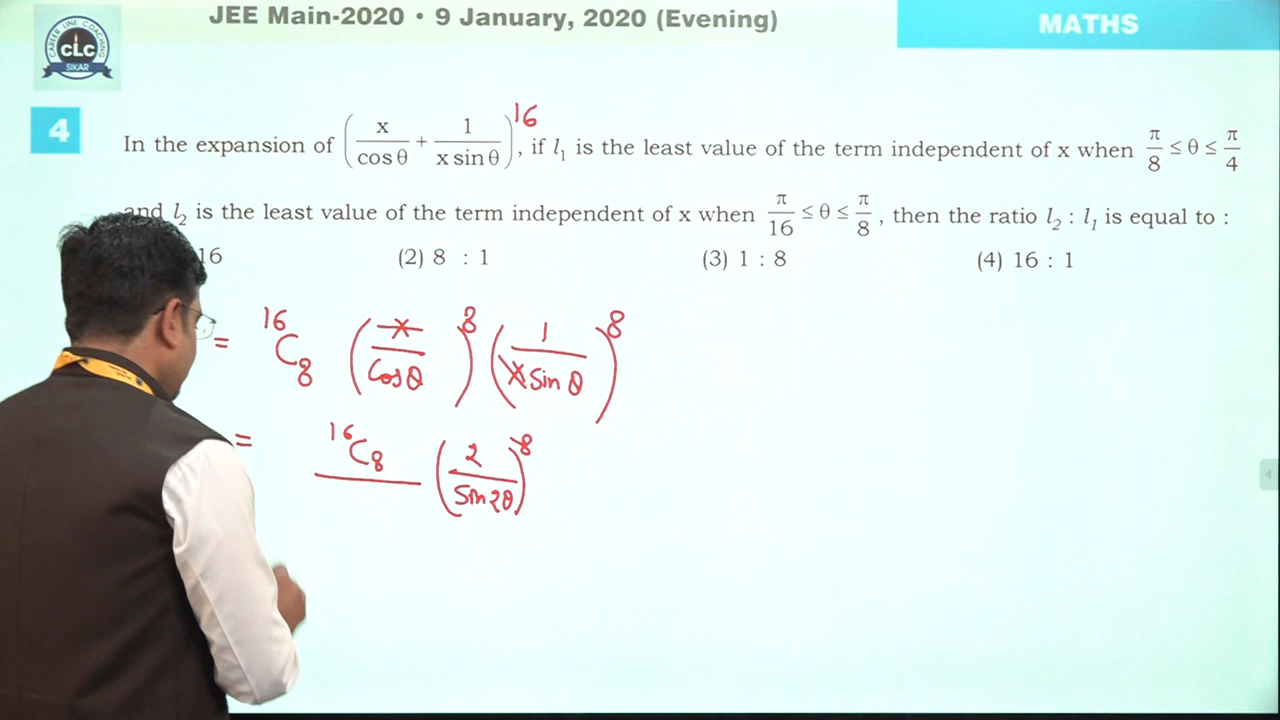 JEE Main-2020 • 9 January, 2020 (Evening)
MATHS
CAREER LINE COACHING
CLC
SIKAR
4
In the expansion of (x/cosθ + 1/(x sinθ))^16, if l₁ is the least value of the term independent of x when π/8 ≤ θ ≤ π/4
and l₂ is the least value of the term independent of x when π/16 ≤ θ ≤ π/8, then the ratio l₂ : l₁ is equal to :
16 (2) 8 : 1 (3) 1 : 8 (4) 16 : 1
= ¹⁶C₈ (x/Cosθ)^8 (1/(x Sinθ))^8
= ¹⁶C₈ (2/Sin2θ)^8